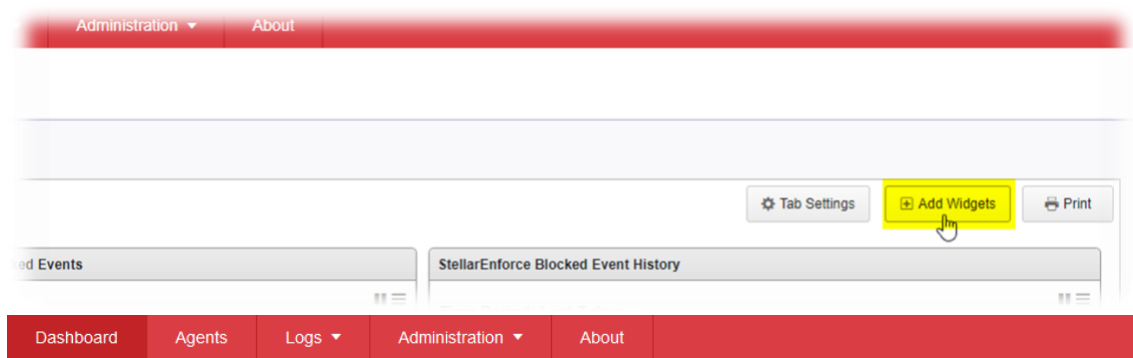 Administration About
Tab Settings Add Widgets Print
ed Events StellarEnforce Blocked Event History
Dashboard Agents Logs Administration About